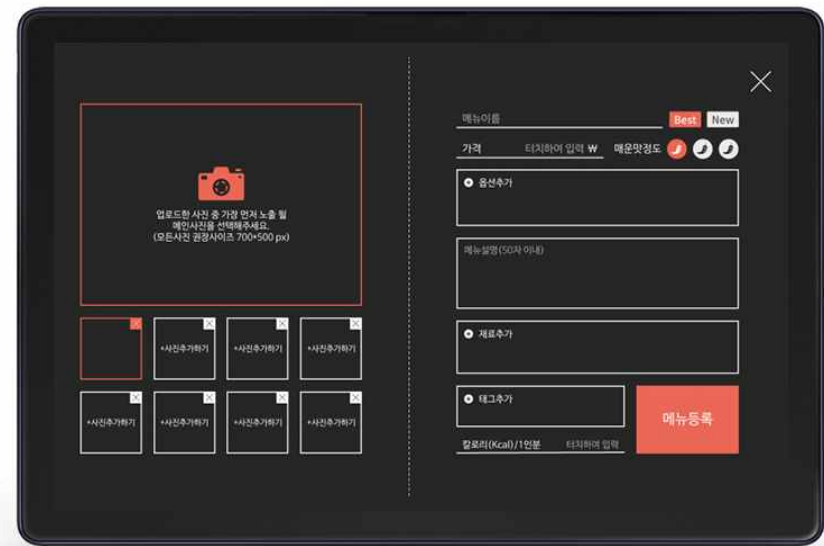 업로드한 사진 중 가장 먼저 노출 될
메인사진을 선택해주세요.
(모든사진 권장사이즈 700*500 px)
+사진추가하기
+사진추가하기
+사진추가하기
+사진추가하기
+사진추가하기
+사진추가하기
+사진추가하기
메뉴이름
Best
New
가격
터치하여 입력 ₩
매운맛정도
옵션추가
메뉴설명(50자 이내)
재료추가
태그추가
칼로리(Kcal)/1인분
터치하여 입력
메뉴등록